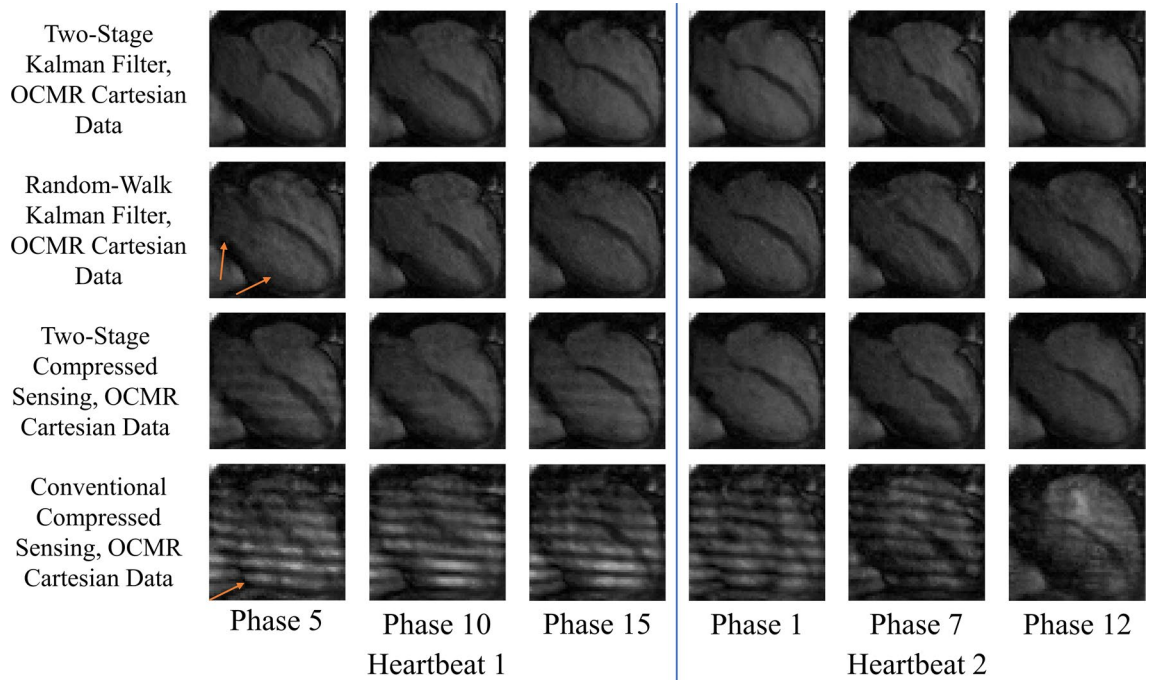 Two-Stage
Kalman Filter,
OCMR Cartesian
Data
Random-Walk
Kalman Filter,
OCMR Cartesian
Data
Two-Stage
Compressed
Sensing, OCMR
Cartesian Data
Conventional
Compressed
Sensing, OCMR
Cartesian Data
Phase 5 Phase 10 Phase 15 Phase 1 Phase 7 Phase 12
Heartbeat 1 Heartbeat 2